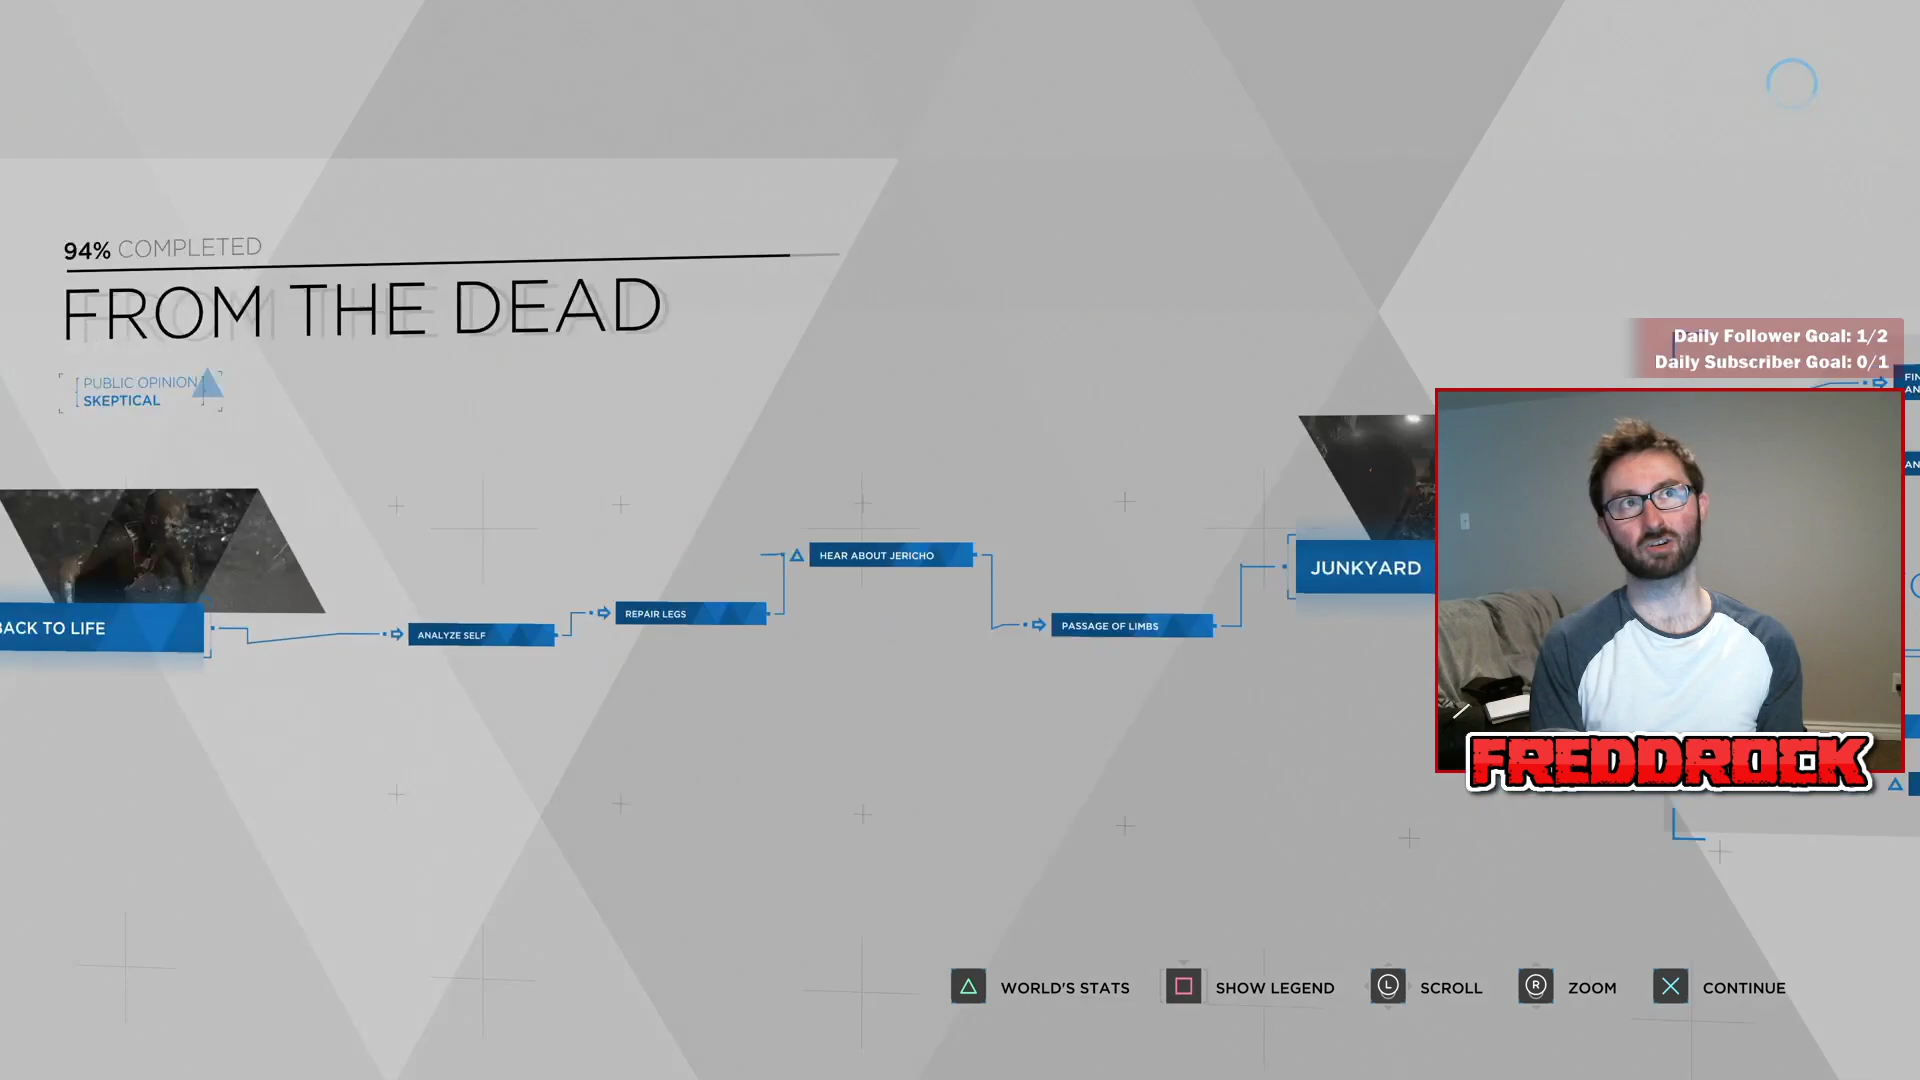 94% COMPLETED
FROM THE DEAD
PUBLIC OPINION
SKEPTICAL
Daily Follower Goal: 1/2
Daily Subscriber Goal: 0/1
HEAR ABOUT JERICHO
JUNKYARD
REPAIR LEGS
BACK TO LIFE
ANALYZE SELF
PASSAGE OF LIMBS
FREDDROCK
WORLD'S STATS
SHOW LEGEND
L
SCROLL
R
ZOOM
CONTINUE